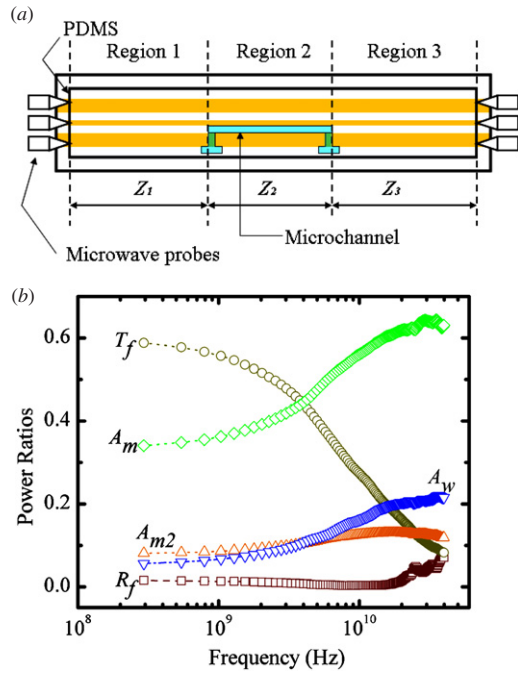 (a)
PDMS
Region 1 Region 2 Region 3
Z1 Z2 Z3
Microchannel
Microwave probes
(b)
0.6
0.4
0.2
0.0
Power Ratios
Tf
Am
Aw
Am2
Rf
10^8 10^9 10^10
Frequency (Hz)